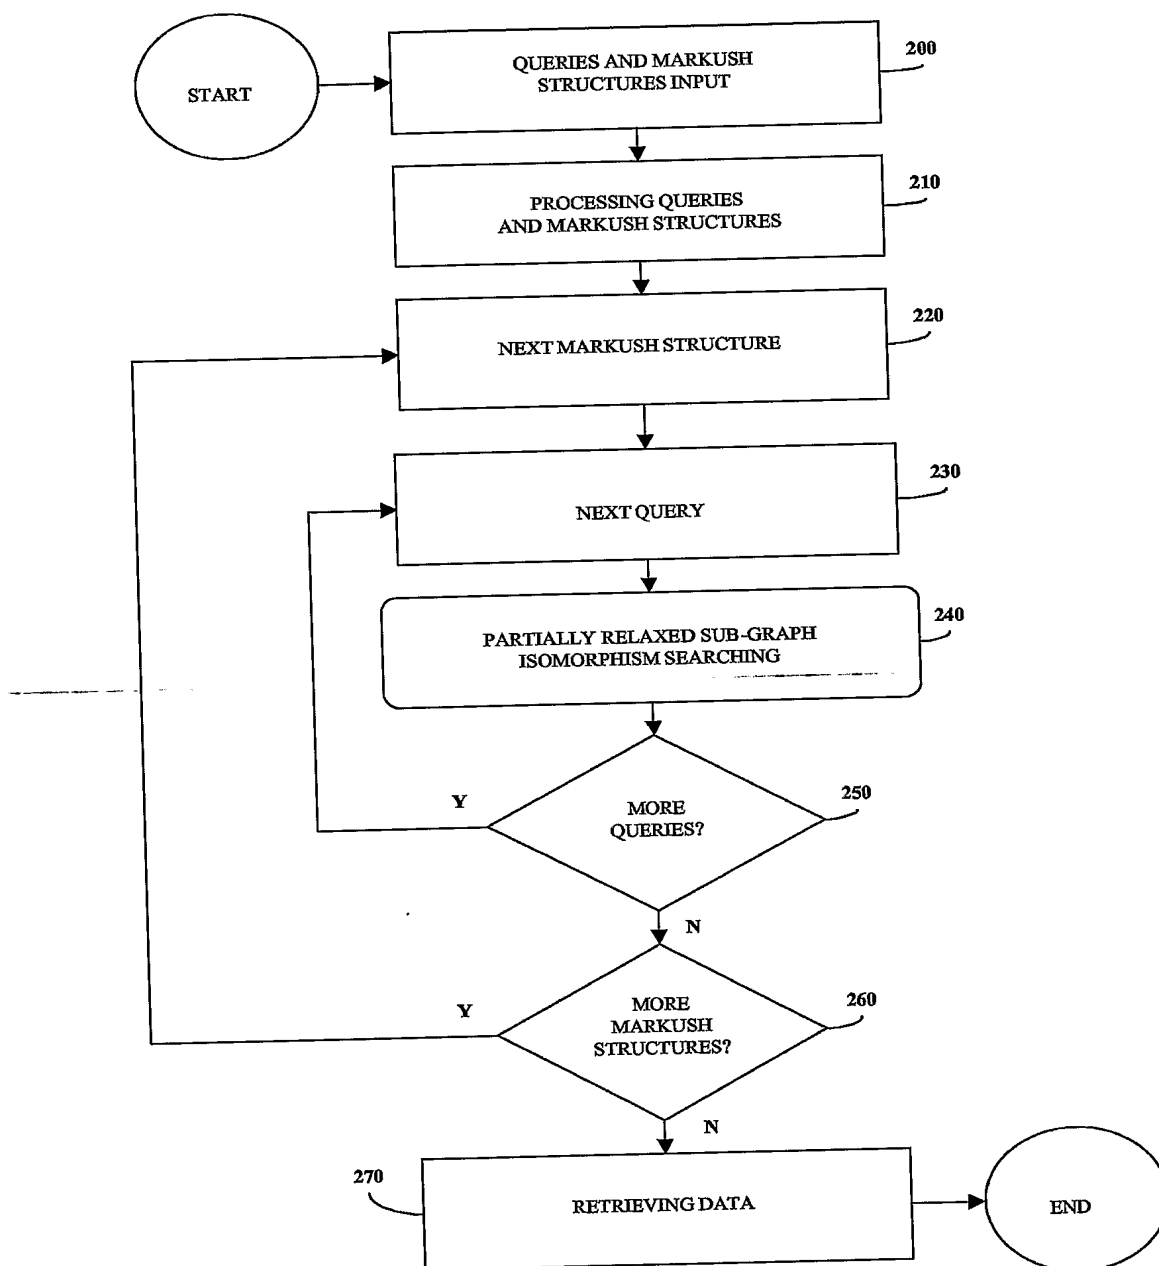 START
QUERIES AND MARKUSH
STRUCTURES INPUT
200
PROCESSING QUERIES
AND MARKUSH STRUCTURES
210
NEXT MARKUSH STRUCTURE
220
NEXT QUERY
230
PARTIALLY RELAXED SUB-GRAPH
ISOMORPHISM SEARCHING
240
Y
MORE
QUERIES?
250
N
Y
MORE
MARKUSH
STRUCTURES?
260
N
270
RETRIEVING DATA
END